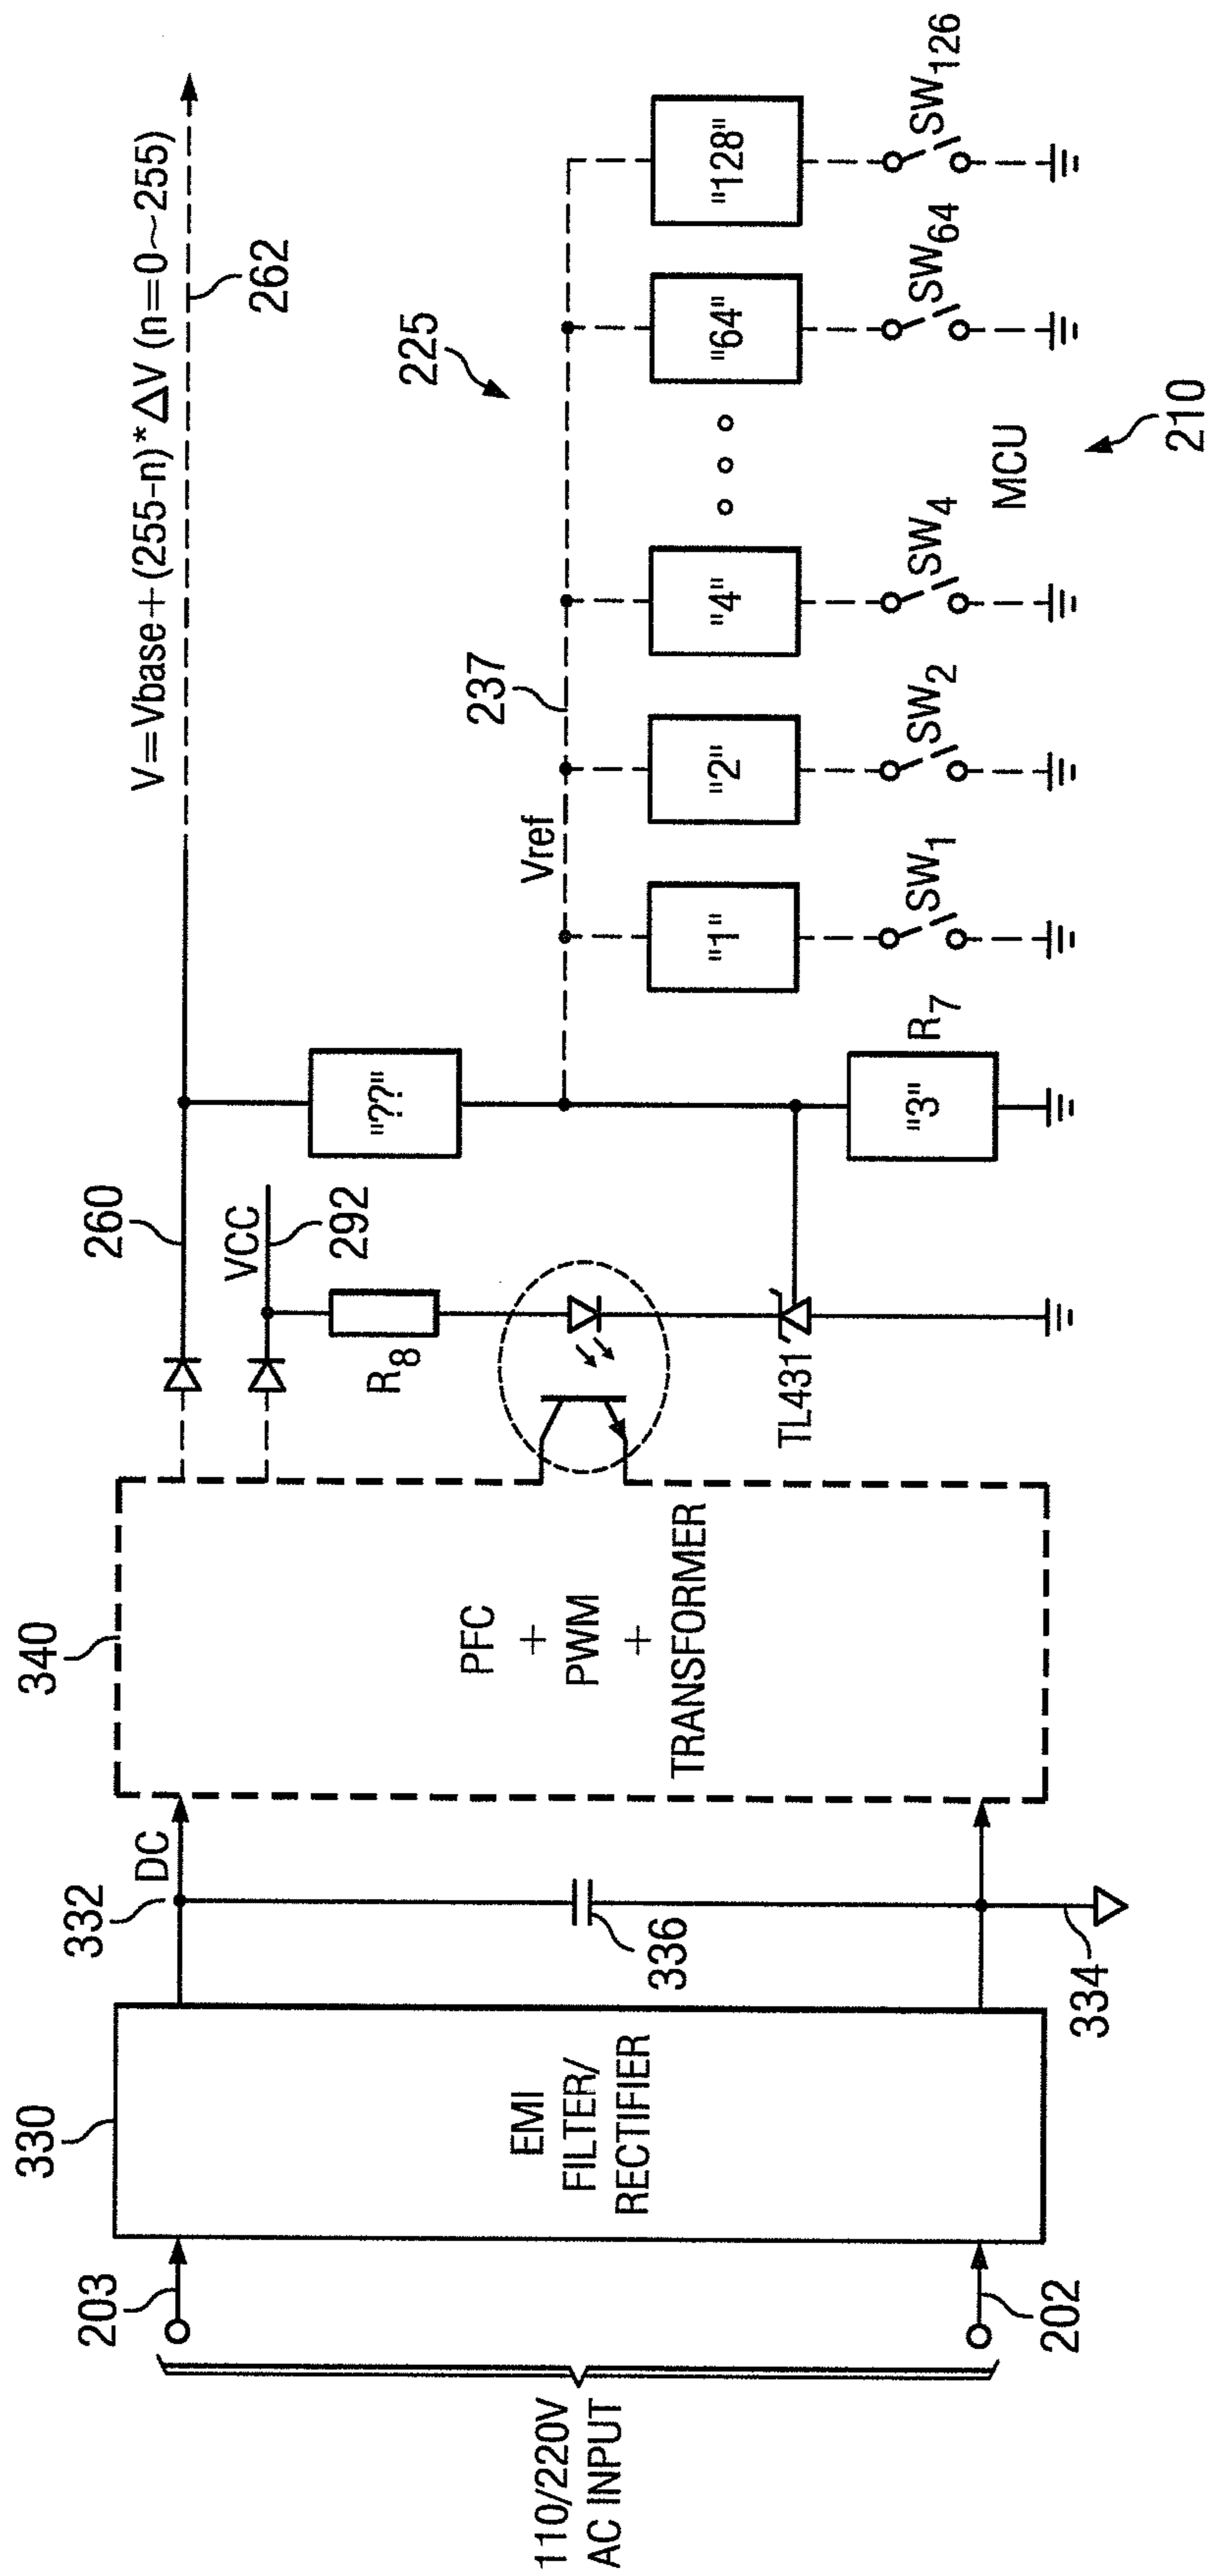 V=Vbase+(255-n)*ΔV (n=0~255)
262
260
VCC
292
R8
"??"
237
Vref
225
"1"
"2"
"4"
"64"
"128"
SW1
SW2
SW4
SW64
SW126
MCU
210
"3"
R7
TL431
340
PFC
+
PWM
+
TRANSFORMER
332
DC
336
334
330
EMI
FILTER/
RECTIFIER
203
202
110/220V
AC INPUT